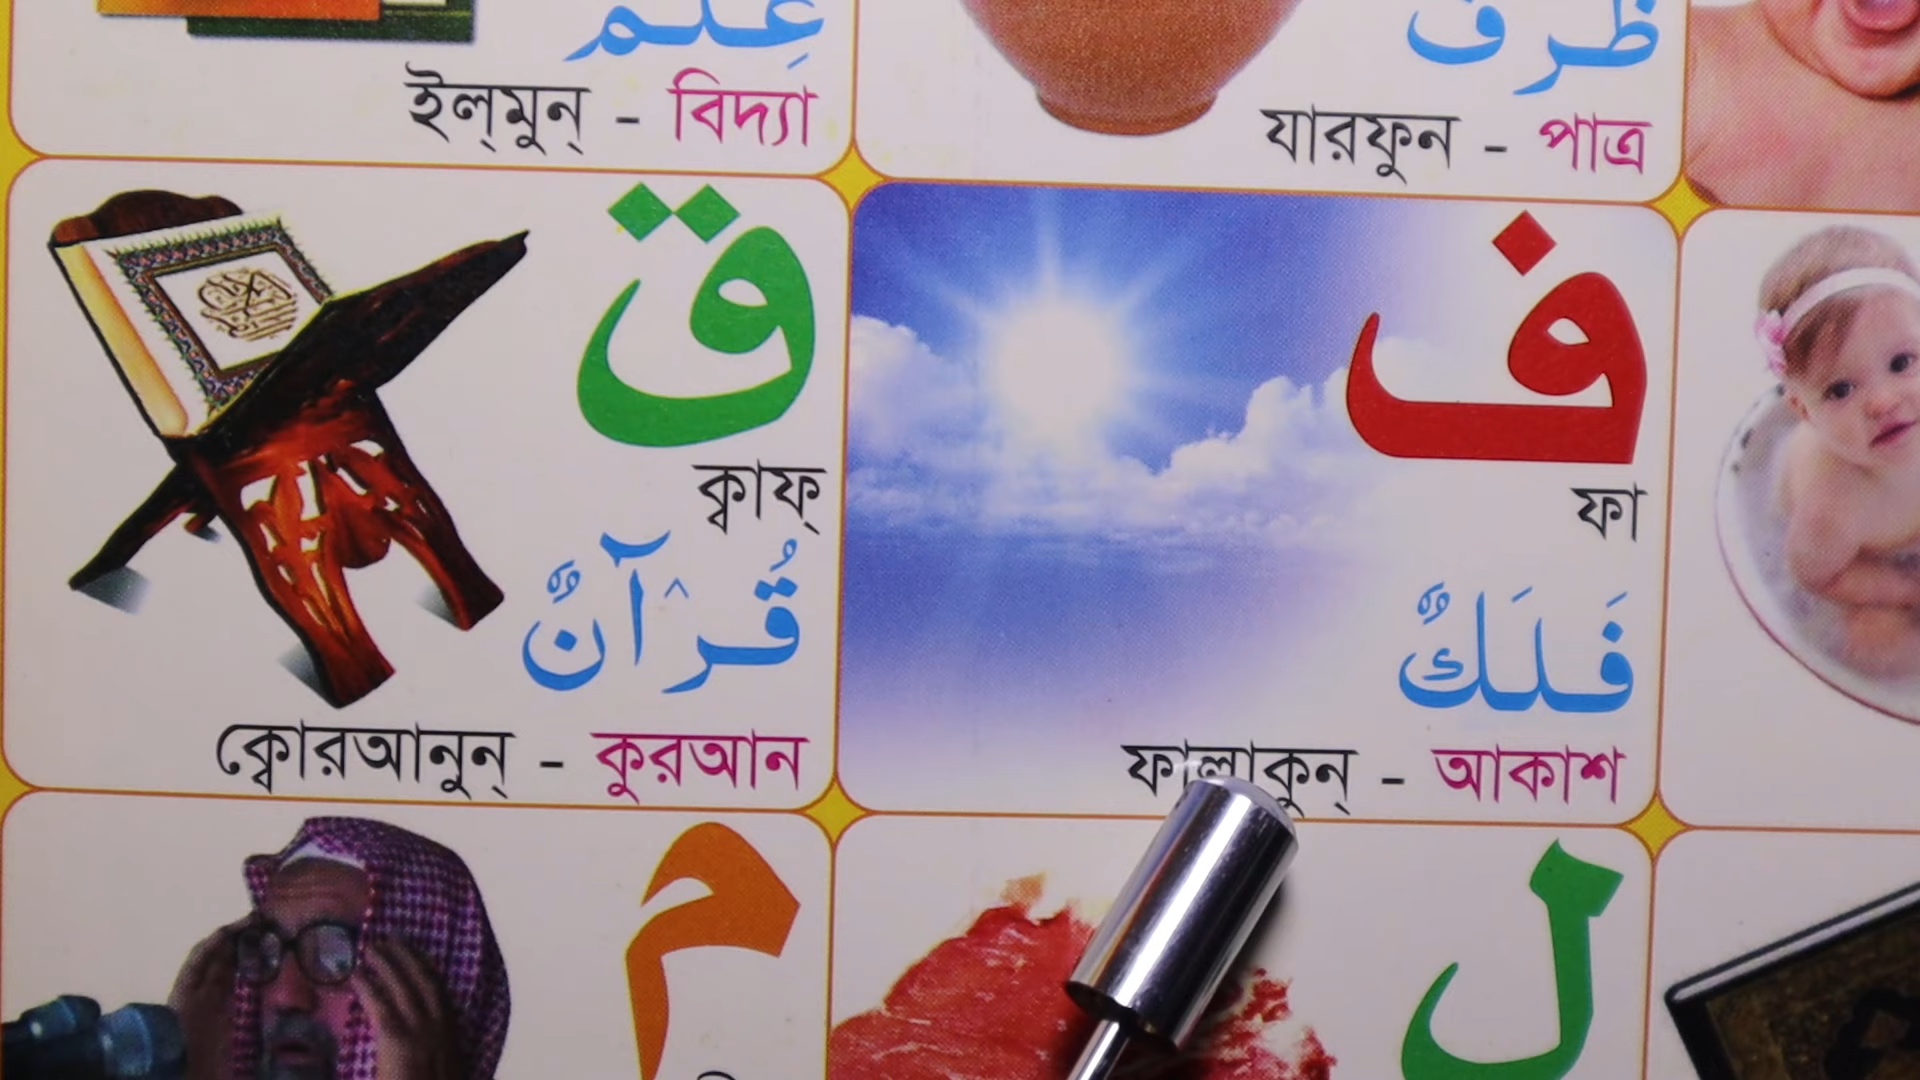 عِلْمٌ
ظَرْفٌ
ইল্‌মুন্ – বিদ্যা
যারফুন – পাত্র
ق
ف
ক্বাফ্
ফা
قُرْآنٌ
فَلَكٌ
ক্বোরআনুন্ – কুরআন
ফালাকুন্ – আকাশ
م
ل